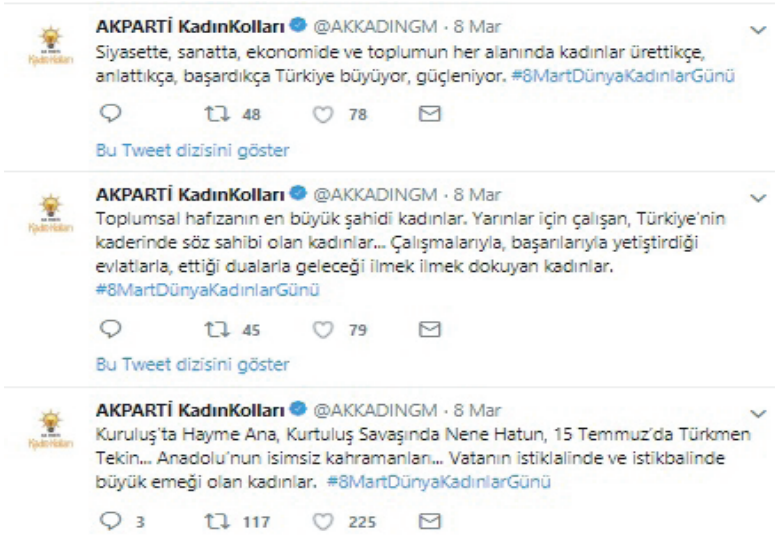 AKPARTİ KadınKolları @AKKADINGM · 8 Mar
Siyasette, sanatta, ekonomide ve toplumun her alanında kadınlar ürettikçe,
anlattıkça, başardıkça Türkiye büyüyor, güçleniyor. #8MartDünyaKadınlarGünü
48 78
Bu Tweet dizisini göster
AKPARTİ KadınKolları @AKKADINGM · 8 Mar
Toplumsal hafızanın en büyük şahidi kadınlar. Yarınlar için çalışan, Türkiye'nin
kaderinde söz sahibi olan kadınlar... Çalışmalarıyla, başarılarıyla yetiştirdiği
evlatlarla, ettiği dualarla geleceği ilmek ilmek dokuyan kadınlar.
#8MartDünyaKadınlarGünü
45 79
Bu Tweet dizisini göster
AKPARTİ KadınKolları @AKKADINGM · 8 Mar
Kuruluş'ta Hayme Ana, Kurtuluş Savaşında Nene Hatun, 15 Temmuz'da Türkmen
Tekin... Anadolu'nun isimsiz kahramanları... Vatanın istiklalinde ve istikbalinde
büyük emeği olan kadınlar. #8MartDünyaKadınlarGünü
3 117 225